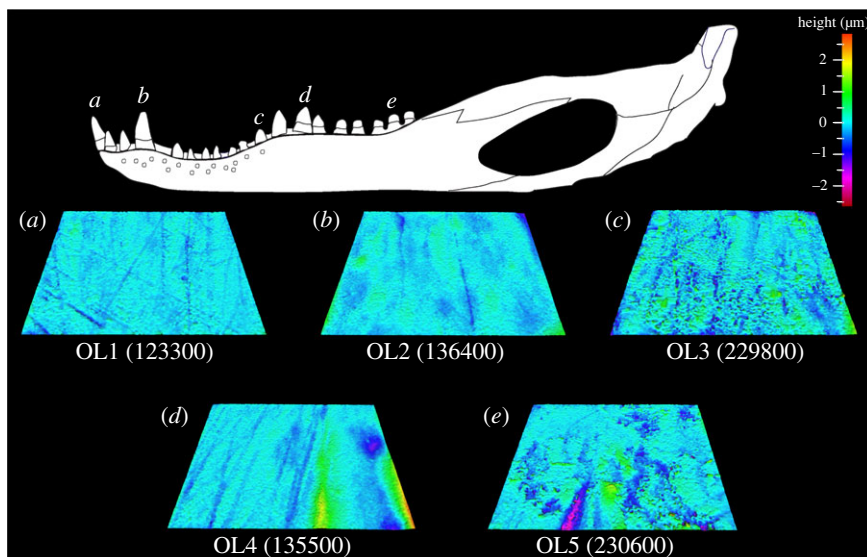 height (µm)
2
1
0
−1
−2
a
b
c
d
e
(a)
(b)
(c)
OL1 (123300)
OL2 (136400)
OL3 (229800)
(d)
(e)
OL4 (135500)
OL5 (230600)